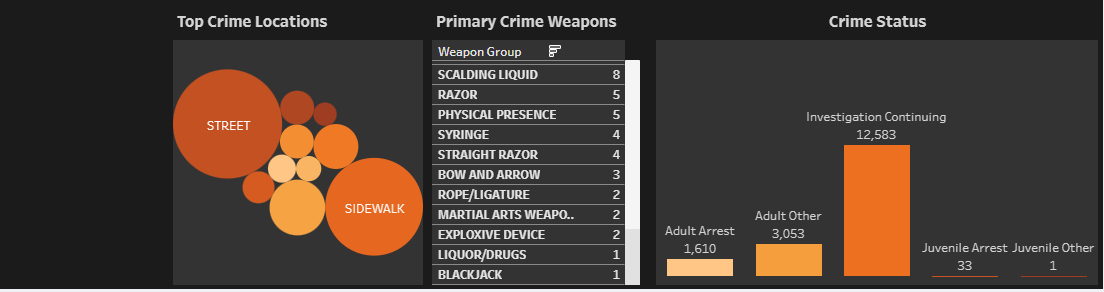 Top Crime Locations
STREET
SIDEWALK
Primary Crime Weapons
Weapon Group
SCALDING LIQUID 8
RAZOR 5
PHYSICAL PRESENCE 5
SYRINGE 4
STRAIGHT RAZOR 4
BOW AND ARROW 3
ROPE/LIGATURE 2
MARTIAL ARTS WEAPO.. 2
EXPLOXIVE DEVICE 2
LIQUOR/DRUGS 1
BLACKJACK 1
Crime Status
Adult Arrest
1,610
Adult Other
3,053
Investigation Continuing
12,583
Juvenile Arrest
33
Juvenile Other
1